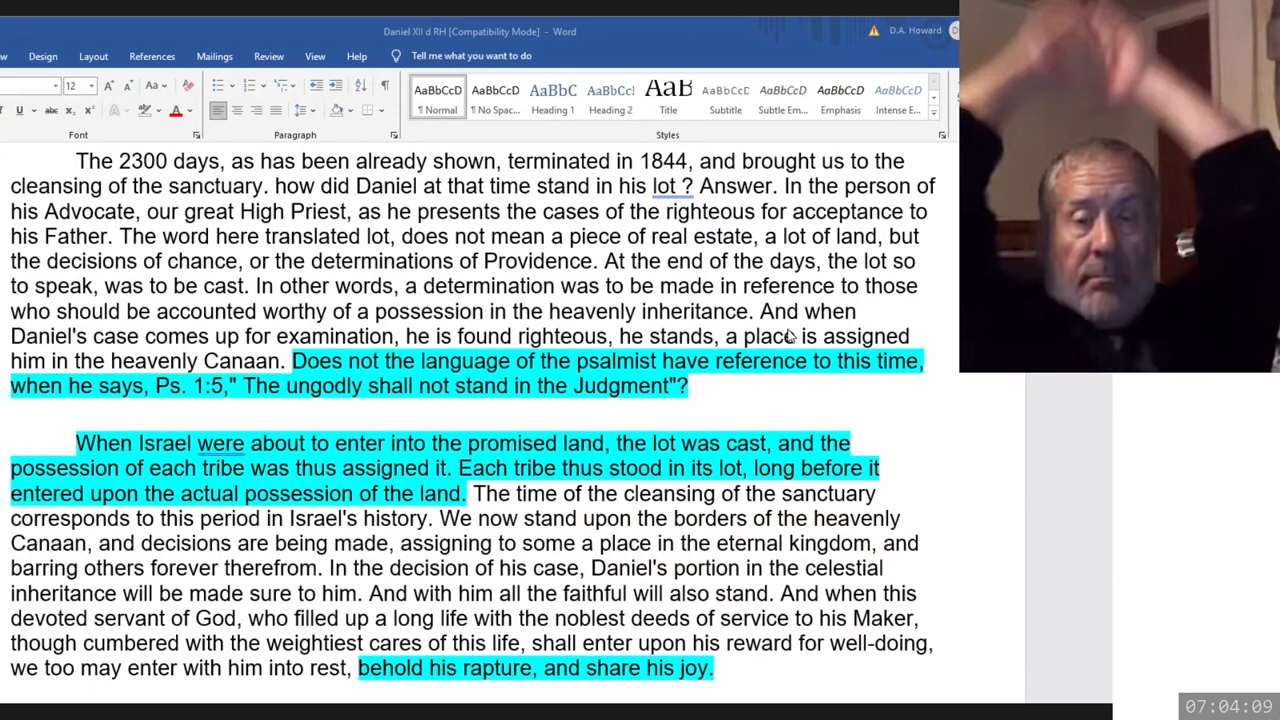 Daniel XII d RH [Compatibility Mode] - Word
D.A. Howard
Design Layout References Mailings Review View Help Tell me what you want to do
12 Aa
U abc x₂ x² A A
AaBbCcD AaBbCcD AaBbC AaBbCcI AaB AaBbCcD AaBbCcD AaBbCcD AaBbCcD
¶ Normal ¶ No Spac... Heading 1 Heading 2 Title Subtitle Subtle Em... Emphasis Intense E...
Font Paragraph Styles
The 2300 days, as has been already shown, terminated in 1844, and brought us to the
cleansing of the sanctuary. how did Daniel at that time stand in his lot ? Answer. In the person of
his Advocate, our great High Priest, as he presents the cases of the righteous for acceptance to
his Father. The word here translated lot, does not mean a piece of real estate, a lot of land, but
the decisions of chance, or the determinations of Providence. At the end of the days, the lot so
to speak, was to be cast. In other words, a determination was to be made in reference to those
who should be accounted worthy of a possession in the heavenly inheritance. And when
Daniel's case comes up for examination, he is found righteous, he stands, a place is assigned
him in the heavenly Canaan. Does not the language of the psalmist have reference to this time,
when he says, Ps. 1:5," The ungodly shall not stand in the Judgment"?
When Israel were about to enter into the promised land, the lot was cast, and the
possession of each tribe was thus assigned it. Each tribe thus stood in its lot, long before it
entered upon the actual possession of the land. The time of the cleansing of the sanctuary
corresponds to this period in Israel's history. We now stand upon the borders of the heavenly
Canaan, and decisions are being made, assigning to some a place in the eternal kingdom, and
barring others forever therefrom. In the decision of his case, Daniel's portion in the celestial
inheritance will be made sure to him. And with him all the faithful will also stand. And when this
devoted servant of God, who filled up a long life with the noblest deeds of service to his Maker,
though cumbered with the weightiest cares of this life, shall enter upon his reward for well-doing,
we too may enter with him into rest, behold his rapture, and share his joy.
07:04:09